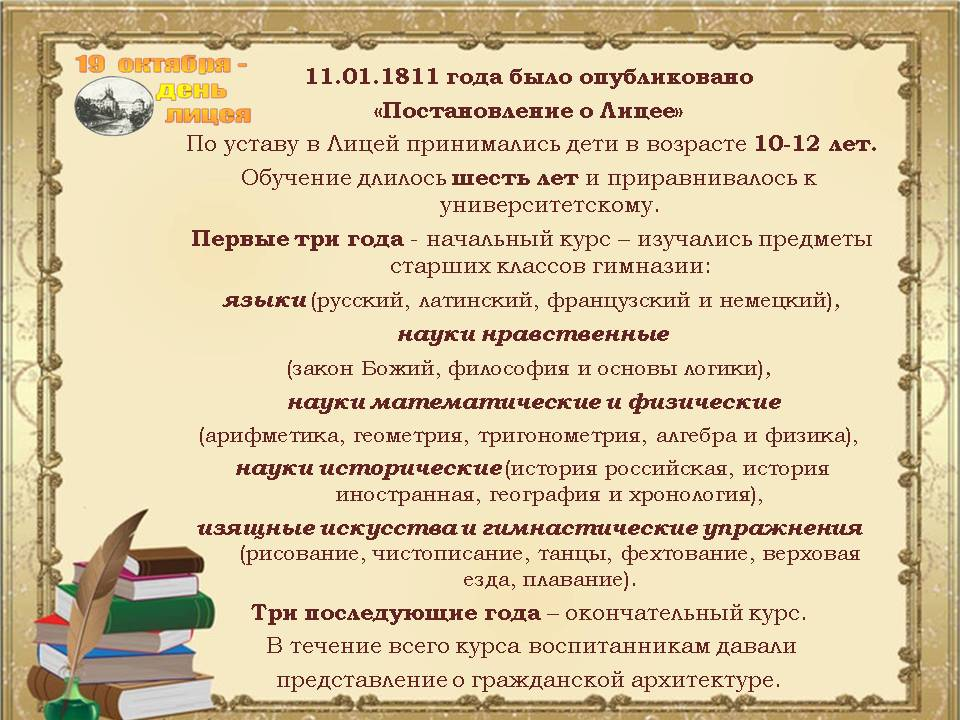 19 октября -
день
лицея
11.01.1811 года было опубликовано
«Постановление о Лицее»
По уставу в Лицей принимались дети в возрасте 10-12 лет.
Обучение длилось шесть лет и приравнивалось к
университетскому.
Первые три года - начальный курс – изучались предметы
старших классов гимназии:
языки (русский, латинский, французский и немецкий),
науки нравственные
(закон Божий, философия и основы логики),
науки математические и физические
(арифметика, геометрия, тригонометрия, алгебра и физика),
науки исторические (история российская, история
иностранная, география и хронология),
изящные искусства и гимнастические упражнения
(рисование, чистописание, танцы, фехтование, верховая
езда, плавание).
Три последующие года – окончательный курс.
В течение всего курса воспитанникам давали
представление о гражданской архитектуре.